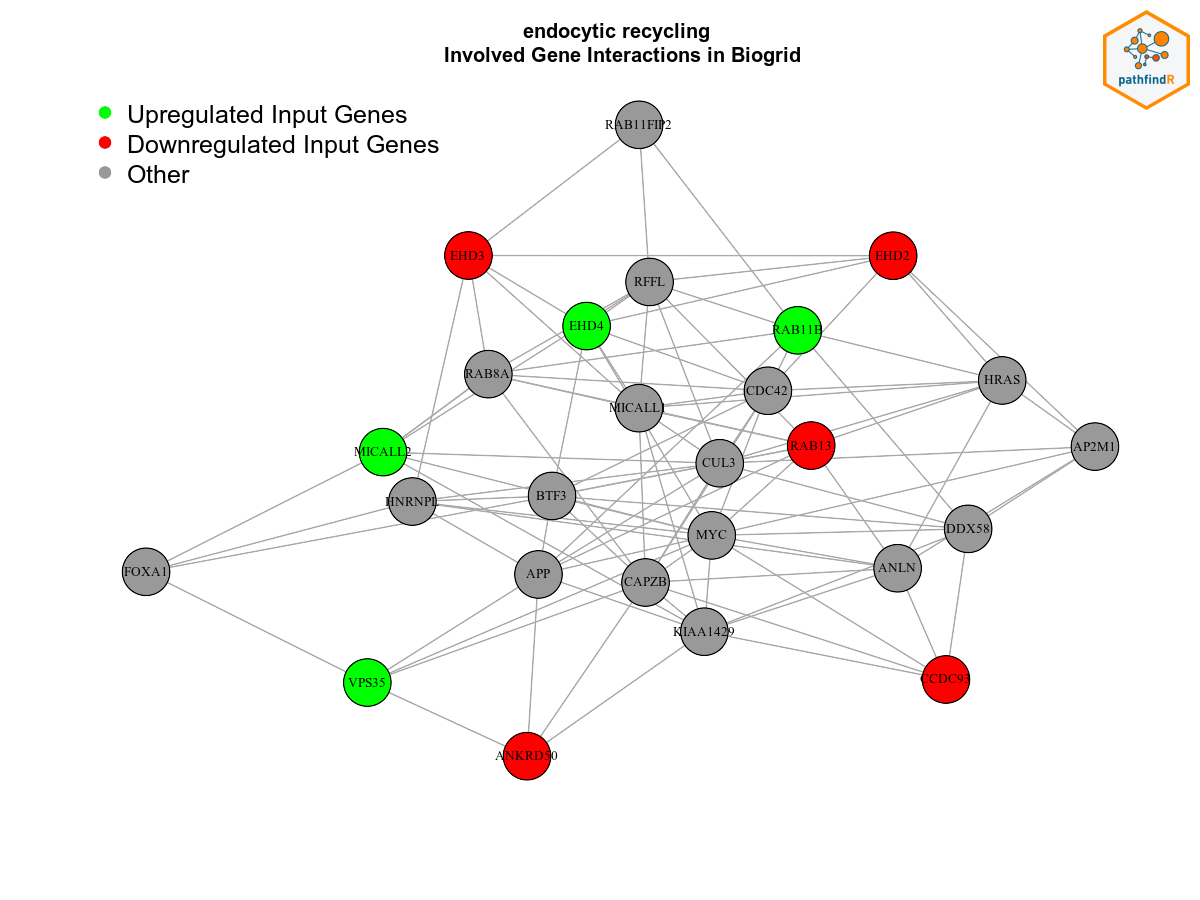 endocytic recycling
Involved Gene Interactions in Biogrid
pathfindR
Upregulated Input Genes
Downregulated Input Genes
Other
RAB11FIP2
EHD3
EHD2
RFFL
EHD4
RAB11B
RAB8A
HRAS
CDC42
MICALL1
MICALL2
RAB13
AP2M1
CUL3
HNRNPL
BTF3
DDX58
MYC
FOXA1
APP
CAPZB
ANLN
KIAA1429
VPS35
CCDC93
ANKRD50